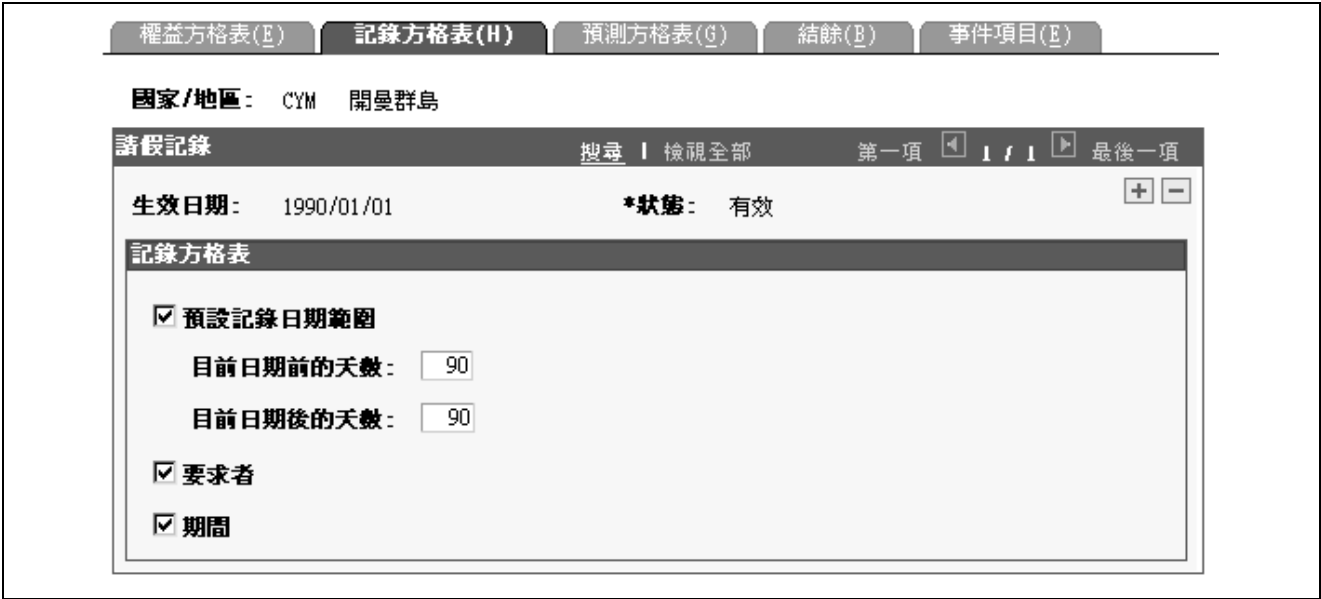 權益方格表(E) 記錄方格表(H) 預測方格表(G) 結餘(B) 事件項目(E)
國家/地區: CYM 開曼群島
請假記錄 搜尋 | 檢視全部 第一項 1 / 1 最後一項
生效日期: 1990/01/01 *狀態: 有效
記錄方格表
預設記錄日期範圍
目前日期前的天數: 90
目前日期後的天數: 90
要求者
期間